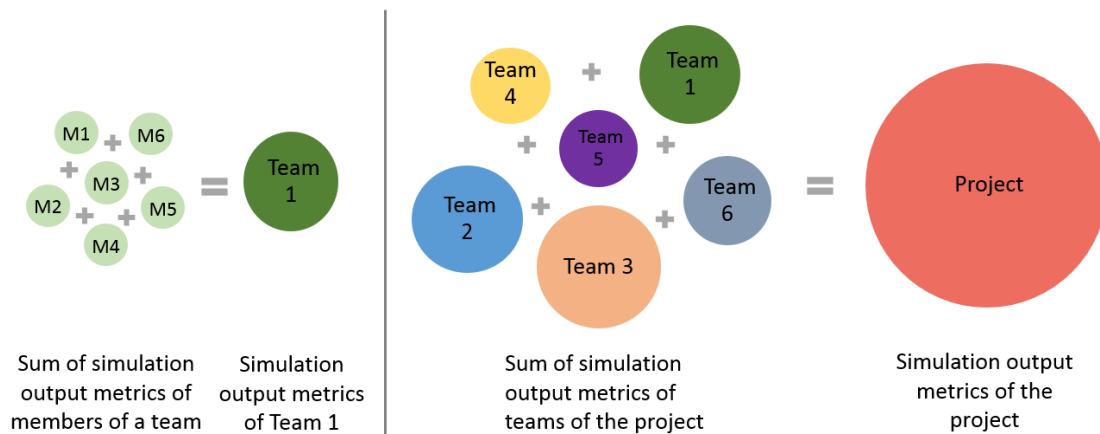 M1
M6
M3
M2
M5
M4
Team
1
Team
4
Team
1
Team
5
Team
2
Team
6
Team 3
Project
Sum of simulation
output metrics of
members of a team
Simulation
output metrics
of Team 1
Sum of simulation
output metrics of
teams of the project
Simulation output
metrics of the
project